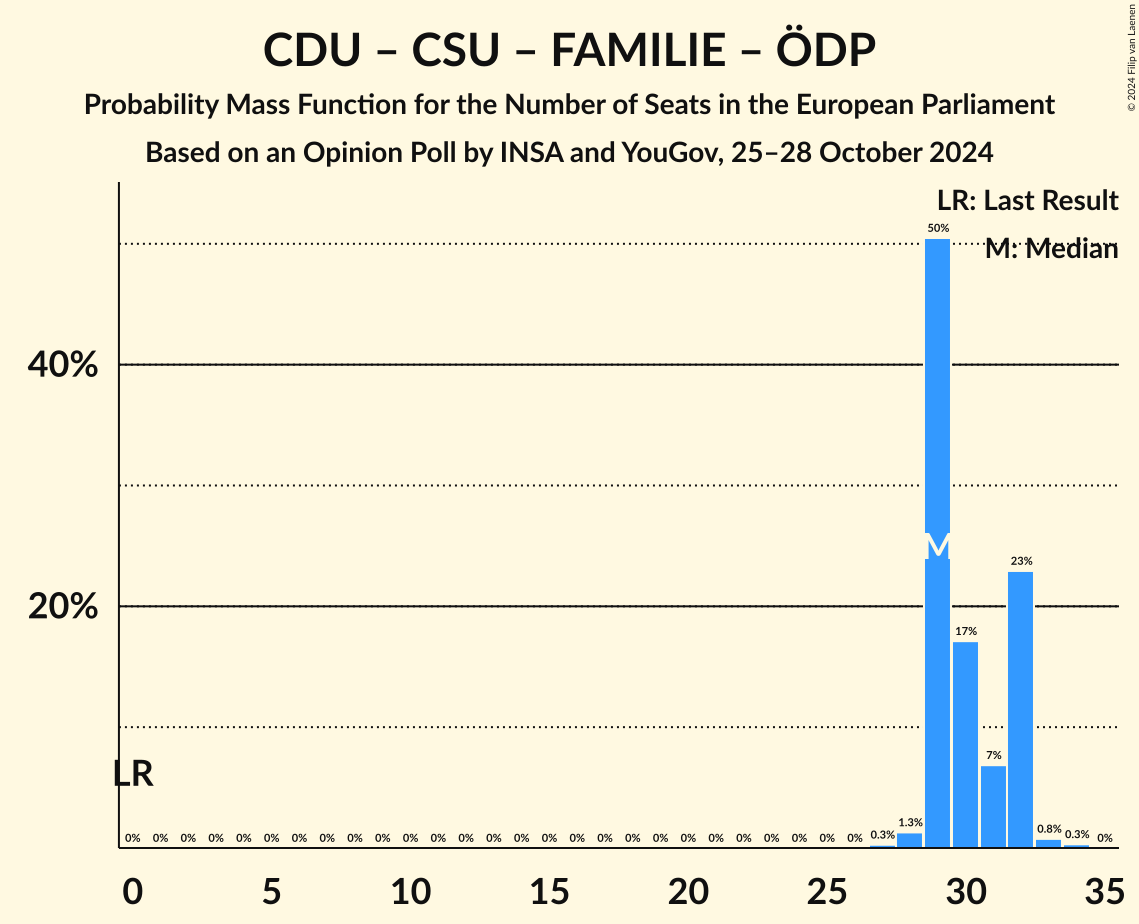 CDU – CSU – FAMILIE – ÖDP
Probability Mass Function for the Number of Seats in the European Parliament
Based on an Opinion Poll by INSA and YouGov, 25–28 October 2024
© 2024 Filip van Laenen
LR: Last Result
M: Median
50%
40%
M
23%
20%
17%
7%
LR
0% 0% 0% 0% 0% 0% 0% 0% 0% 0% 0% 0% 0% 0% 0% 0% 0% 0% 0% 0% 0% 0% 0% 0% 0% 0% 0% 0.3% 1.3% 0.8% 0.3% 0%
0 5 10 15 20 25 30 35